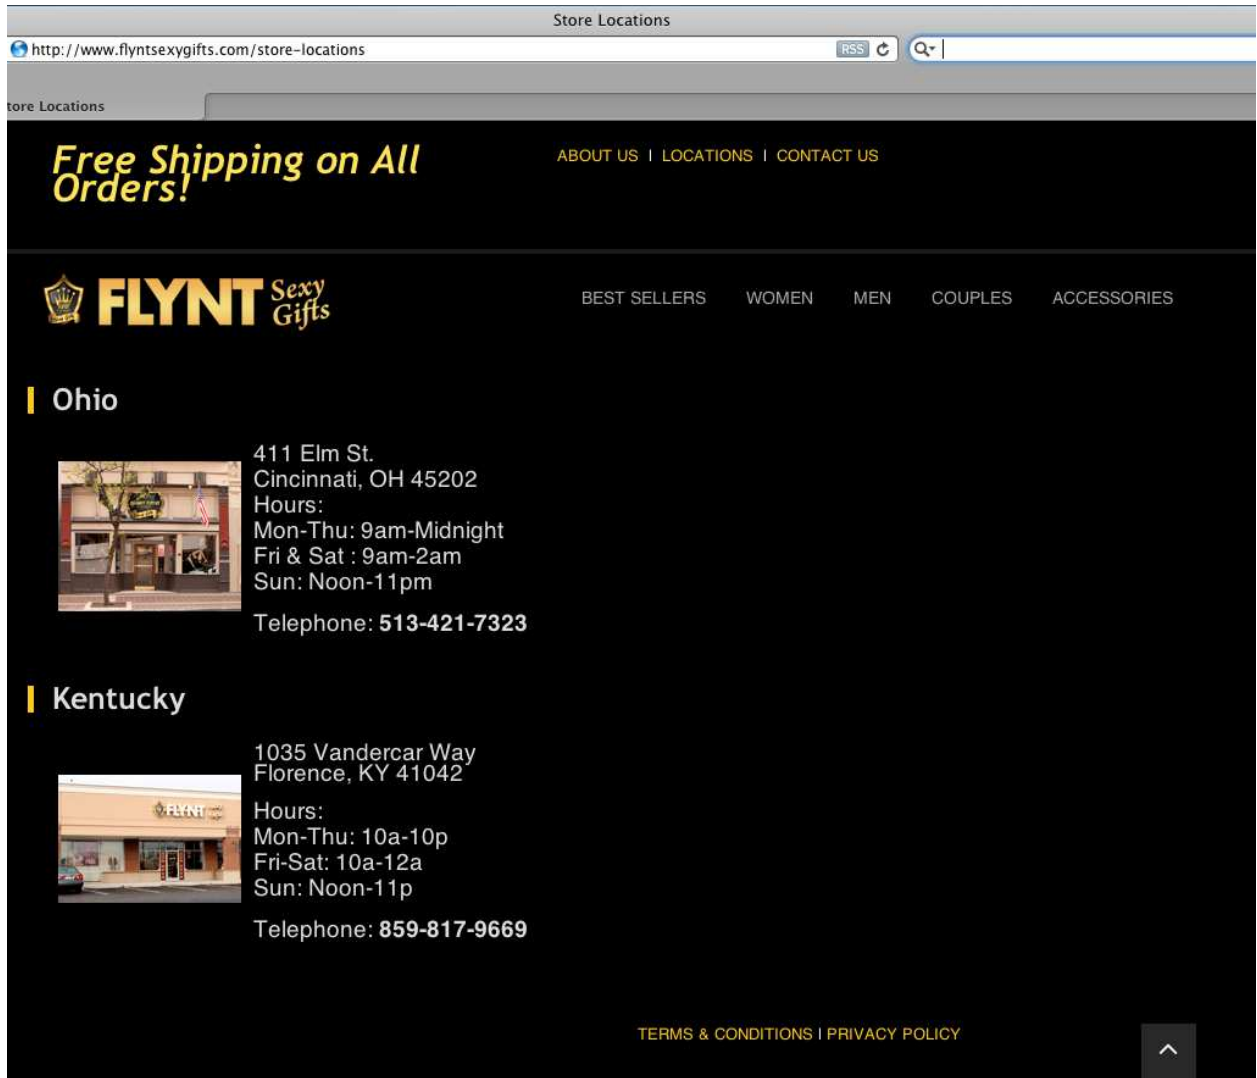 Store Locations
http://www.flyntsexygifts.com/store-locations
RSS
tore Locations
Free Shipping on All
Orders!
ABOUT US I LOCATIONS I CONTACT US
FLYNT Sexy Gifts
BEST SELLERS WOMEN MEN COUPLES ACCESSORIES
Ohio
411 Elm St.
Cincinnati, OH 45202
Hours:
Mon-Thu: 9am-Midnight
Fri & Sat : 9am-2am
Sun: Noon-11pm
Telephone: 513-421-7323
Kentucky
1035 Vandercar Way
Florence, KY 41042
FLYNT
Hours:
Mon-Thu: 10a-10p
Fri-Sat: 10a-12a
Sun: Noon-11p
Telephone: 859-817-9669
TERMS & CONDITIONS I PRIVACY POLICY